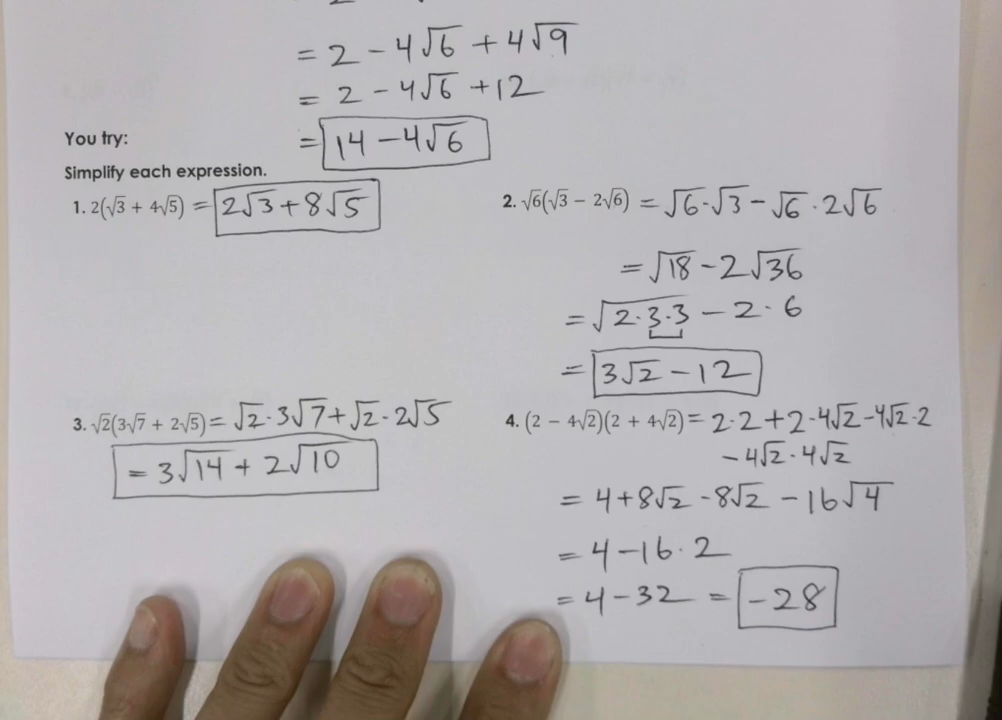 = 2 - 4√6 + 4√9
= 2 - 4√6 + 12
You try:
= 14 - 4√6
Simplify each expression.
1. 2(√3 + 4√5) = 2√3 + 8√5
2. √6(√3 − 2√6) = √6·√3 - √6·2√6
= √18 - 2√36
= √2·3·3 - 2·6
= 3√2 - 12
3. √2(3√7 + 2√5) = √2·3√7 + √2·2√5
= 3√14 + 2√10
4. (2 − 4√2)(2 + 4√2) = 2·2 + 2·4√2 - 4√2·2
- 4√2·4√2
= 4 + 8√2 - 8√2 - 16√4
= 4 - 16·2
= 4 - 32 = -28